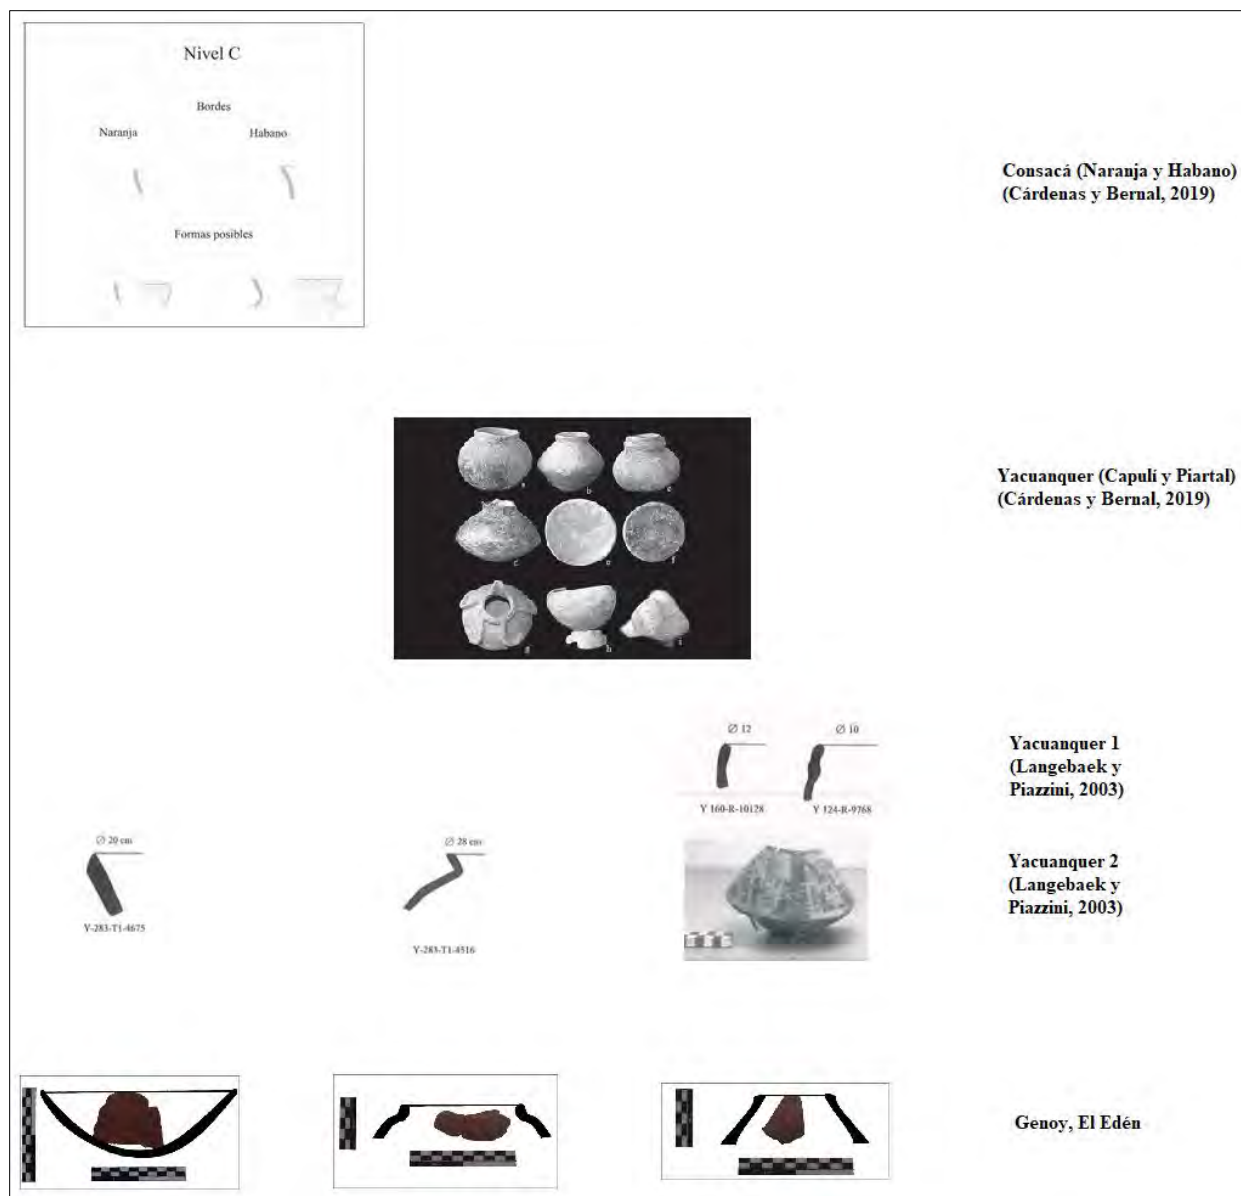 Nivel C
Bordes
Naranja
Habano
Formas posibles
Consacá (Naranja y Habano)
(Cárdenas y Bernal, 2019)
a
b
c
c
e
f
g
h
i
Yacuanquer (Capulí y Piartal)
(Cárdenas y Bernal, 2019)
Ø 12
Ø 10
Y 160-R-10128
Y 124-R-9768
Yacuanquer 1
(Langebaek y
Piazzini, 2003)
Ø 20 cm
Ø 28 cm
Y-283-T1-4675
Y-283-T1-4516
Yacuanquer 2
(Langebaek y
Piazzini, 2003)
Genoy, El Edén